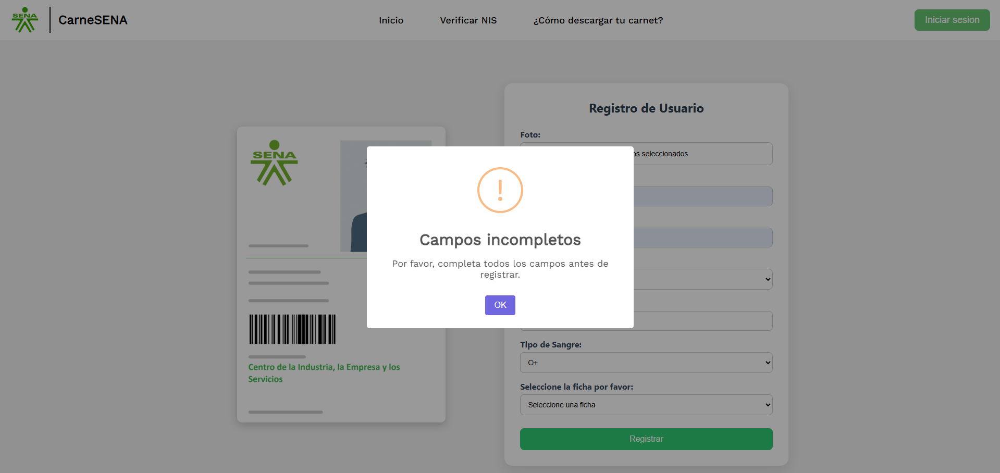 SENA
CarneSENA
Inicio
Verificar NIS
¿Cómo descargar tu carnet?
Iniciar sesion
SENA
Centro de la Industria, la Empresa y los
Servicios
Registro de Usuario
Foto:
seleccionados
Campos incompletos
Por favor, completa todos los campos antes de
registrar.
OK
Tipo de Sangre:
O+
Seleccione la ficha por favor:
Seleccione una ficha
Registrar